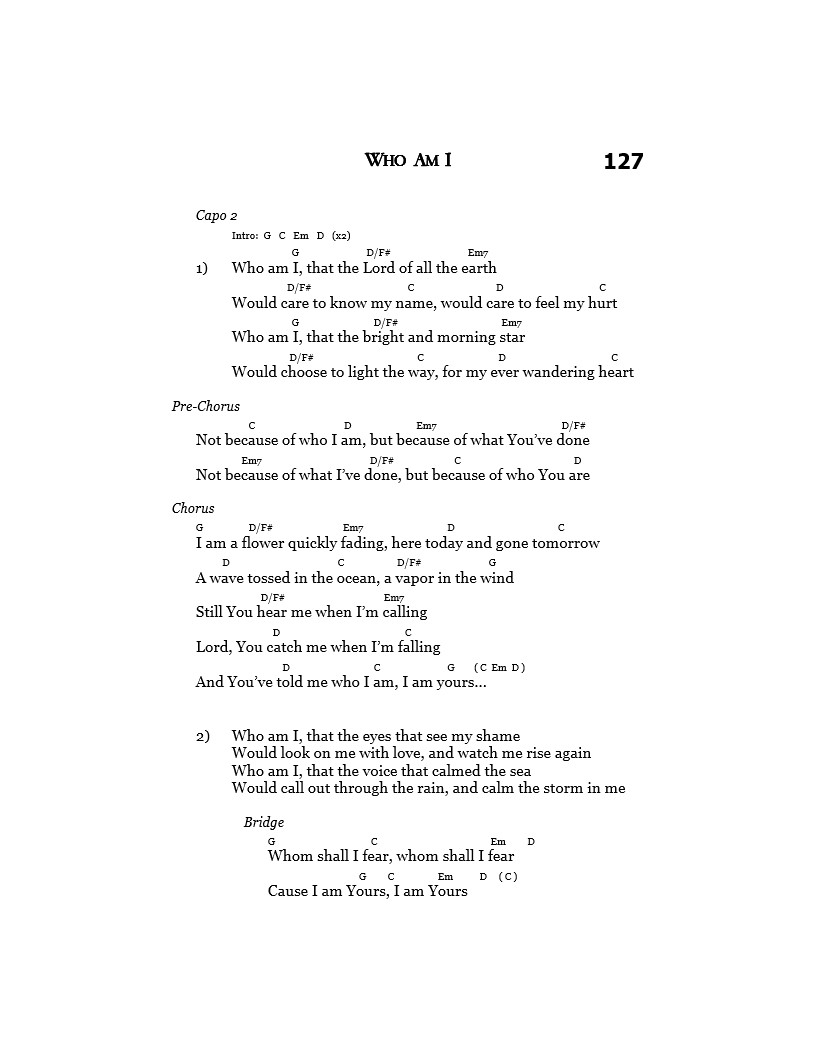 WHO AM I 127
Capo 2
Intro: G C Em D (x2)
G D/F# Em7
1) Who am I, that the Lord of all the earth
D/F# C D C
Would care to know my name, would care to feel my hurt
G D/F# Em7
Who am I, that the bright and morning star
D/F# C D C
Would choose to light the way, for my ever wandering heart
Pre-Chorus
C D Em7 D/F#
Not because of who I am, but because of what You've done
Em7 D/F# C D
Not because of what I've done, but because of who You are
Chorus
G D/F# Em7 D C
I am a flower quickly fading, here today and gone tomorrow
D C D/F# G
A wave tossed in the ocean, a vapor in the wind
D/F# Em7
Still You hear me when I'm calling
D C
Lord, You catch me when I'm falling
D C G (C Em D)
And You've told me who I am, I am yours...
2) Who am I, that the eyes that see my shame
Would look on me with love, and watch me rise again
Who am I, that the voice that calmed the sea
Would call out through the rain, and calm the storm in me
Bridge
G C Em D
Whom shall I fear, whom shall I fear
G C Em D (C)
Cause I am Yours, I am Yours